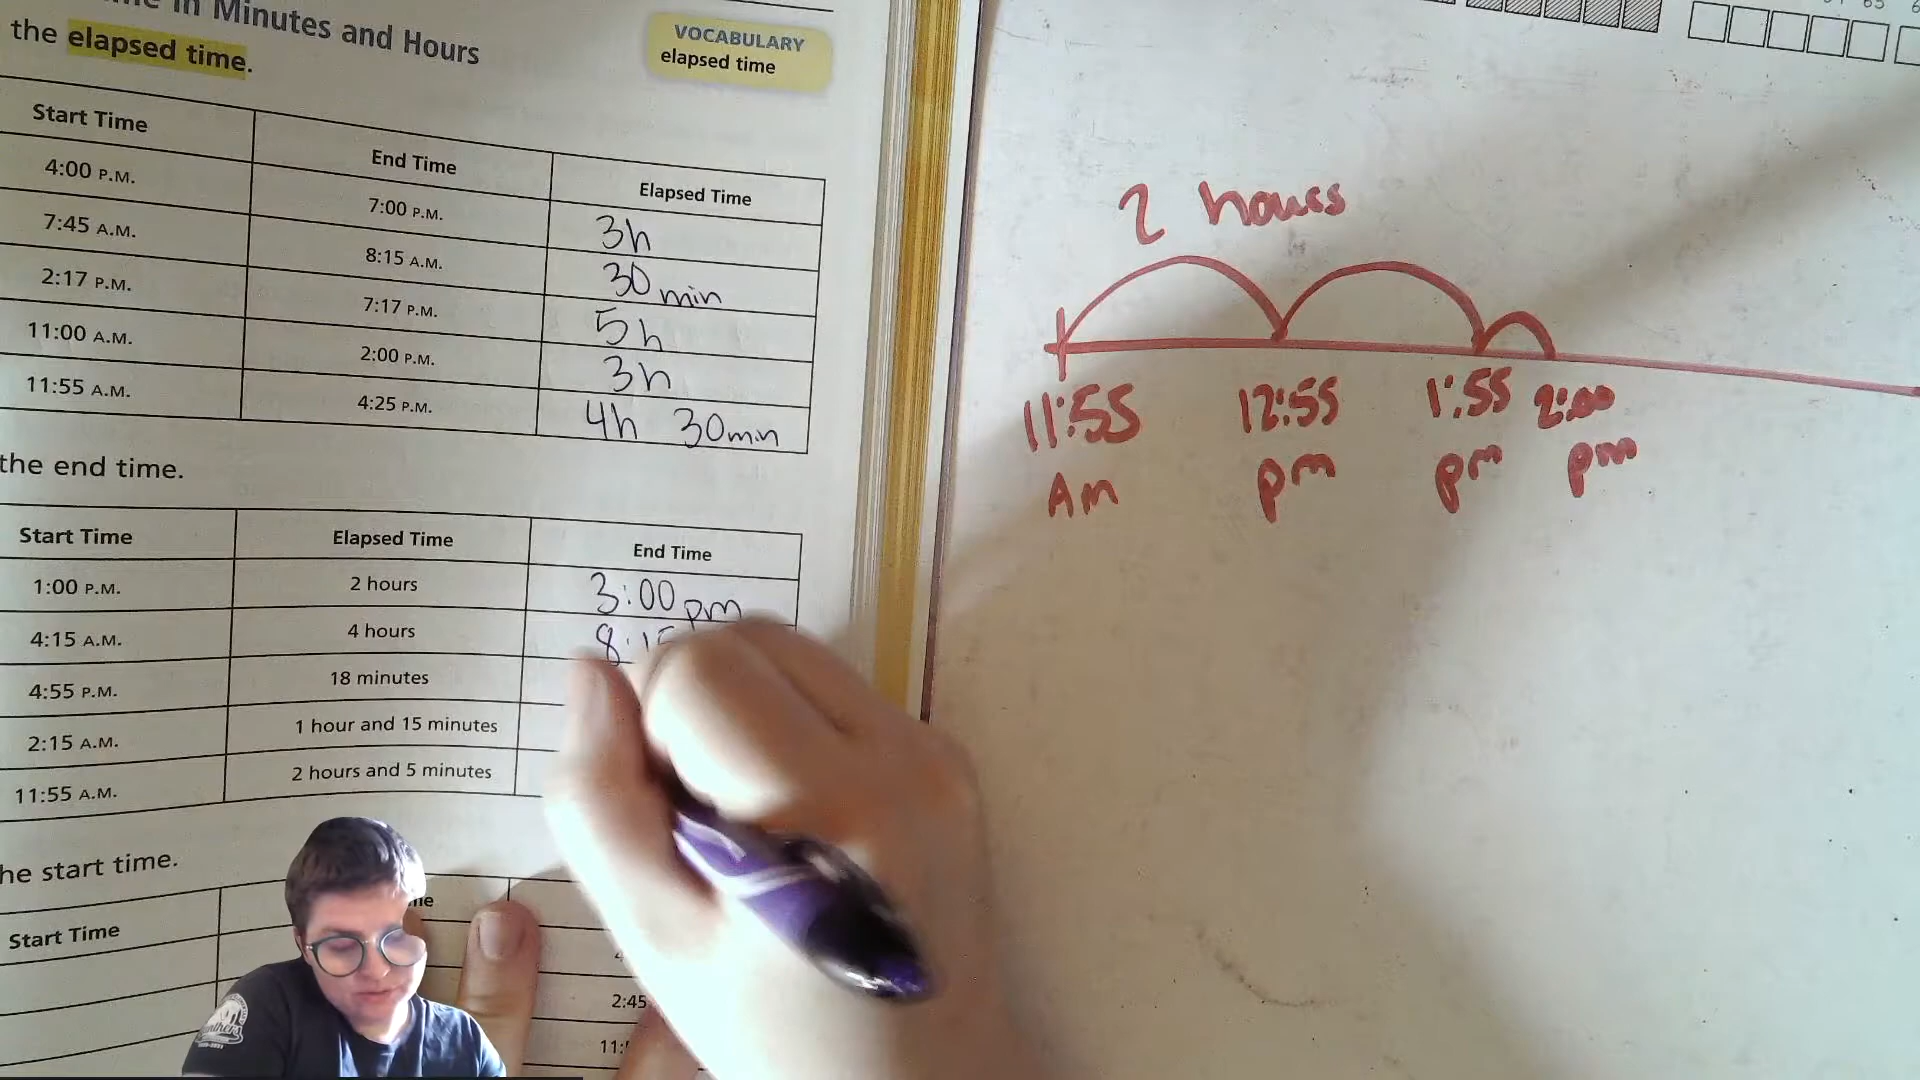 in Minutes and Hours
the elapsed time.
VOCABULARY
elapsed time
Start Time End Time Elapsed Time
4:00 P.M. 7:00 P.M. 3h
7:45 A.M. 8:15 A.M. 30 min
2:17 P.M. 7:17 P.M. 5h
11:00 A.M. 2:00 P.M. 3h
11:55 A.M. 4:25 P.M. 4h 30min
the end time.
Start Time Elapsed Time End Time
1:00 P.M. 2 hours 3:00 pm
4:15 A.M. 4 hours 8:15
4:55 P.M. 18 minutes
2:15 A.M. 1 hour and 15 minutes
11:55 A.M. 2 hours and 5 minutes
he start time.
Start Time
2:45
2 hours
11:55 12:55 1:55 2:00
AM pm pm pm